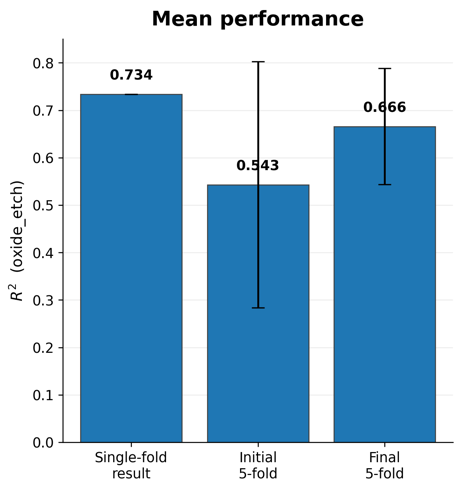 Mean performance
R² (oxide_etch)
0.8
0.7
0.6
0.5
0.4
0.3
0.2
0.1
0.0
0.734
0.543
0.666
Single-fold
result
Initial
5-fold
Final
5-fold